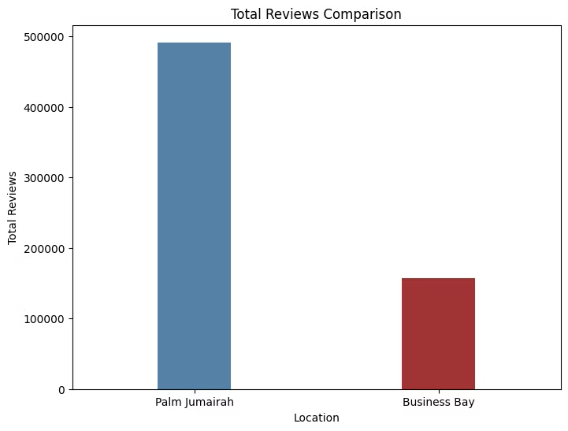 Total Reviews Comparison
500000
400000
300000
200000
100000
0
Total Reviews
Palm Jumairah
Business Bay
Location